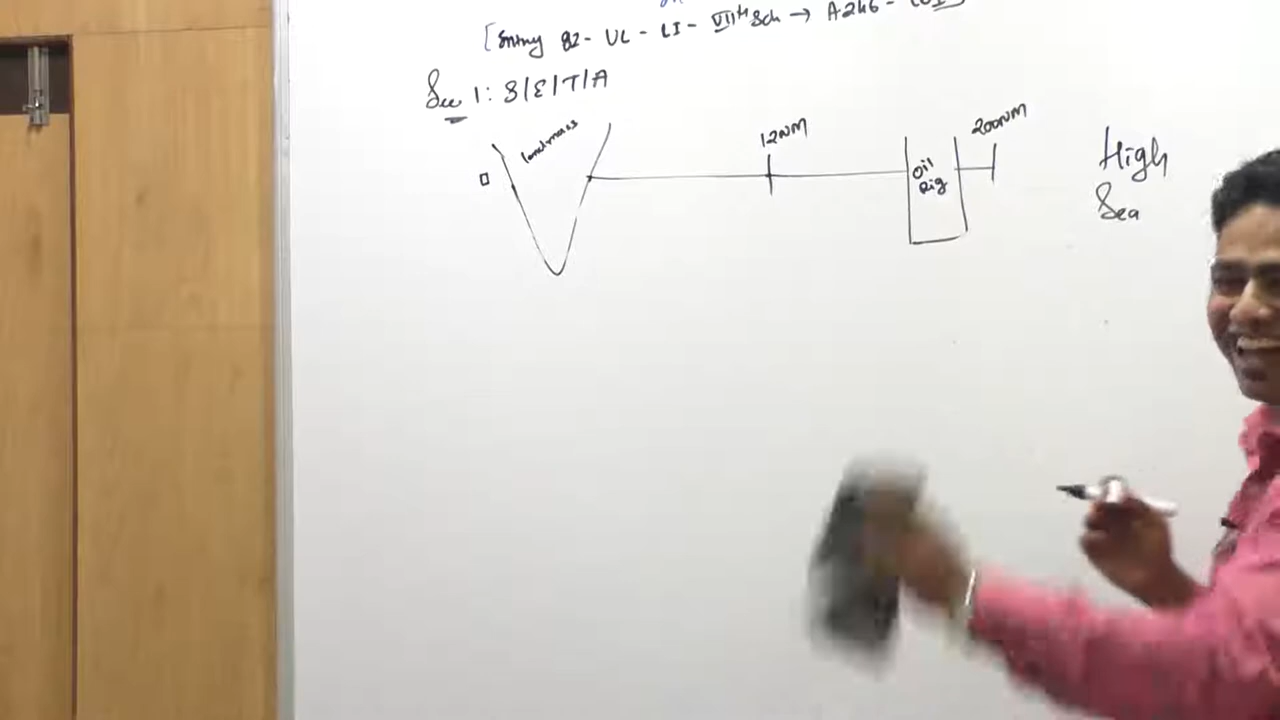 [Entry 82 - UL - LI - VIIth Sch → A246 - COI]
Sec 1: S/E/T/A
landmass
12NM
200NM
Oil
Rig
High
Sea